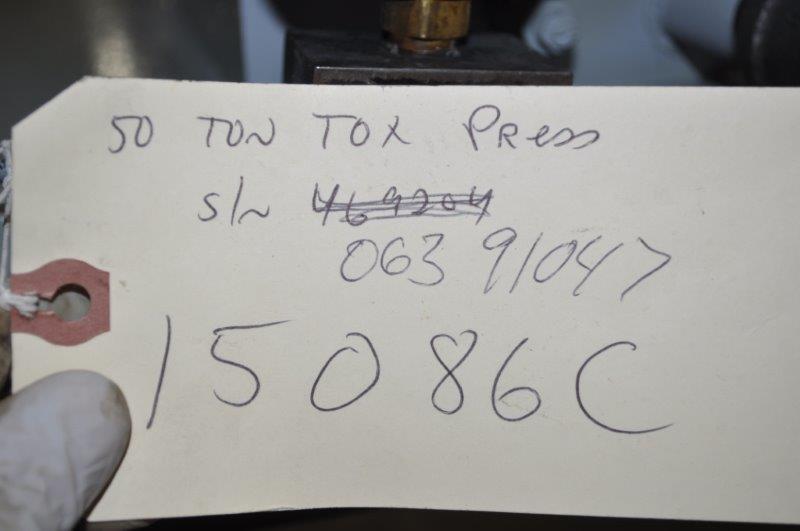 50 TON TOX PRESS
S/N 469204
063 91047
15086C